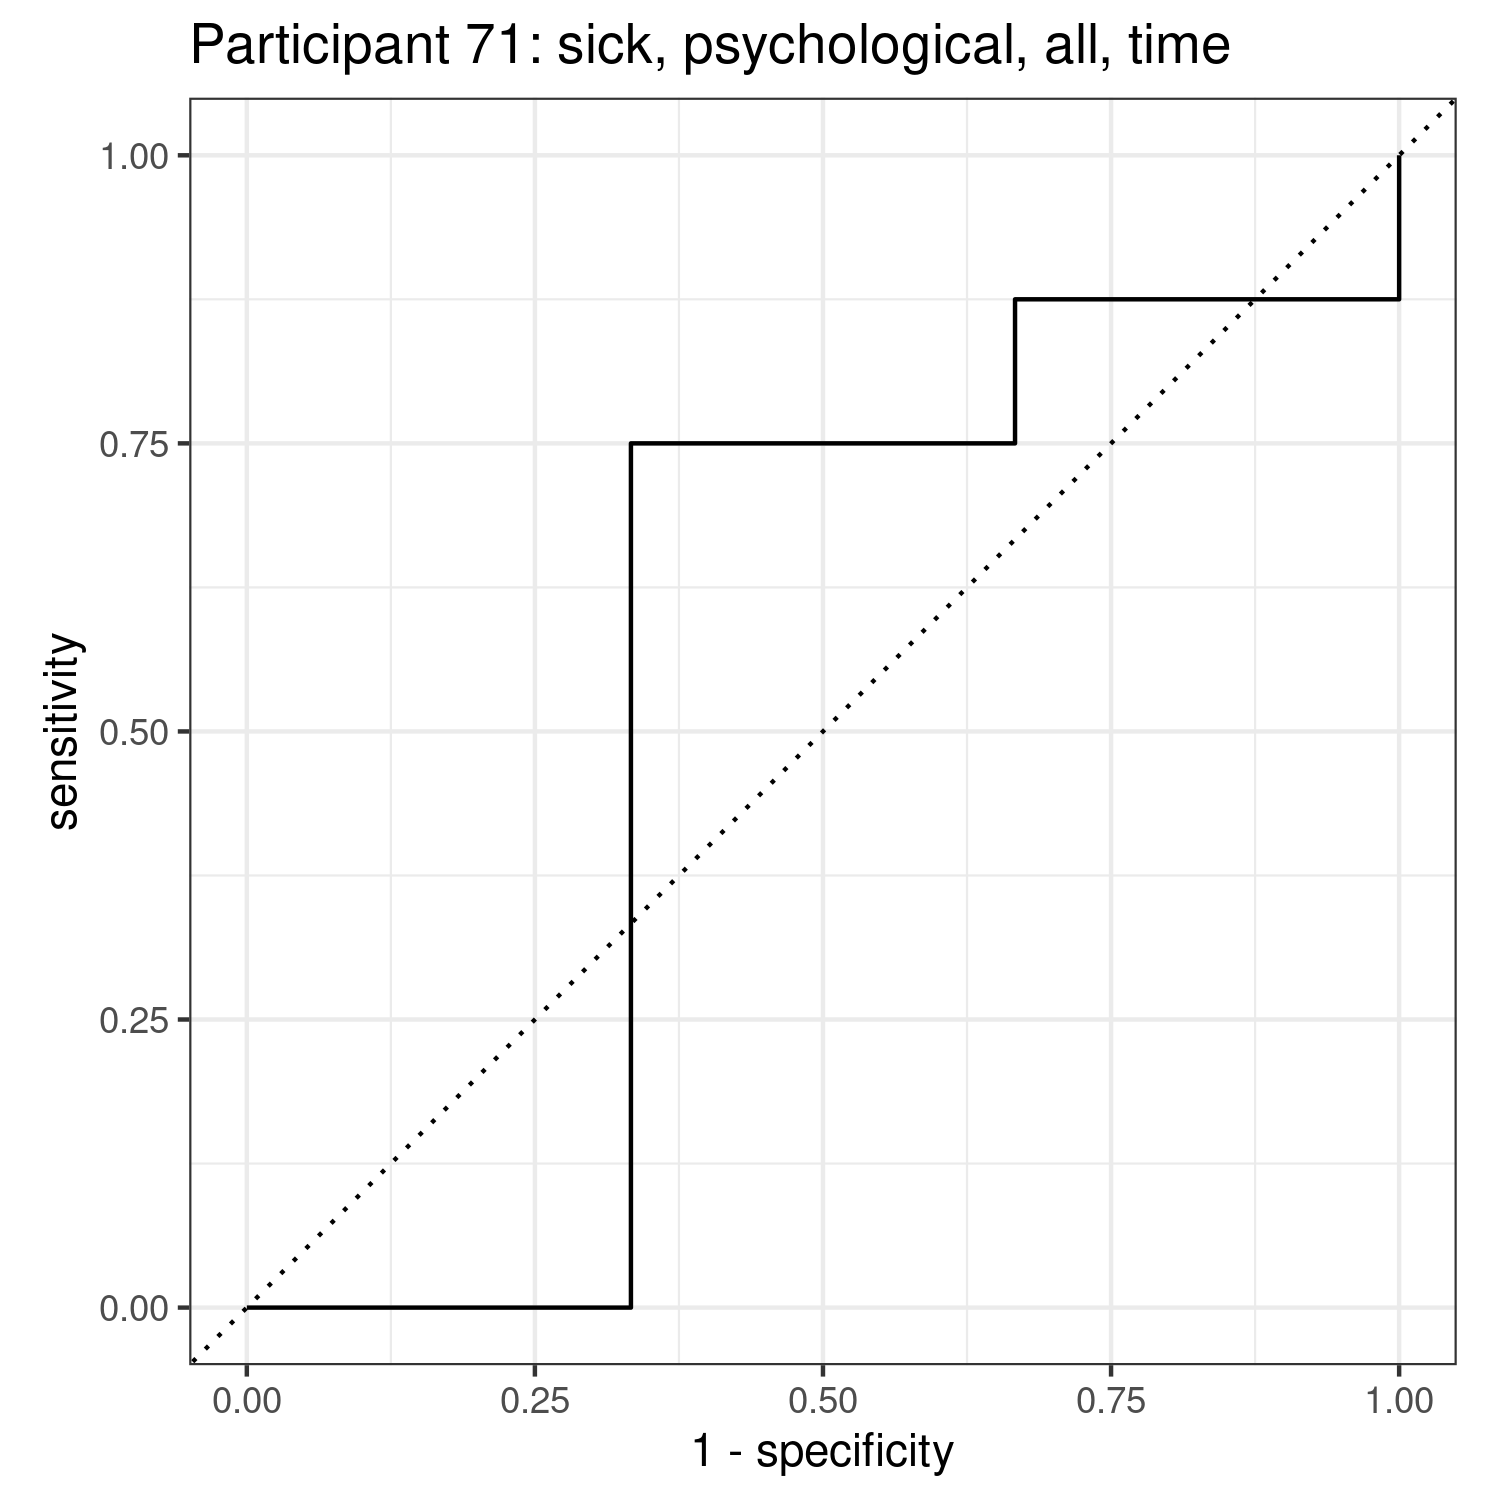 Participant 71: sick, psychological, all, time
1.00
0.75
0.50
0.25
0.00
sensitivity
0.00 0.25 0.50 0.75 1.00
1 - specificity